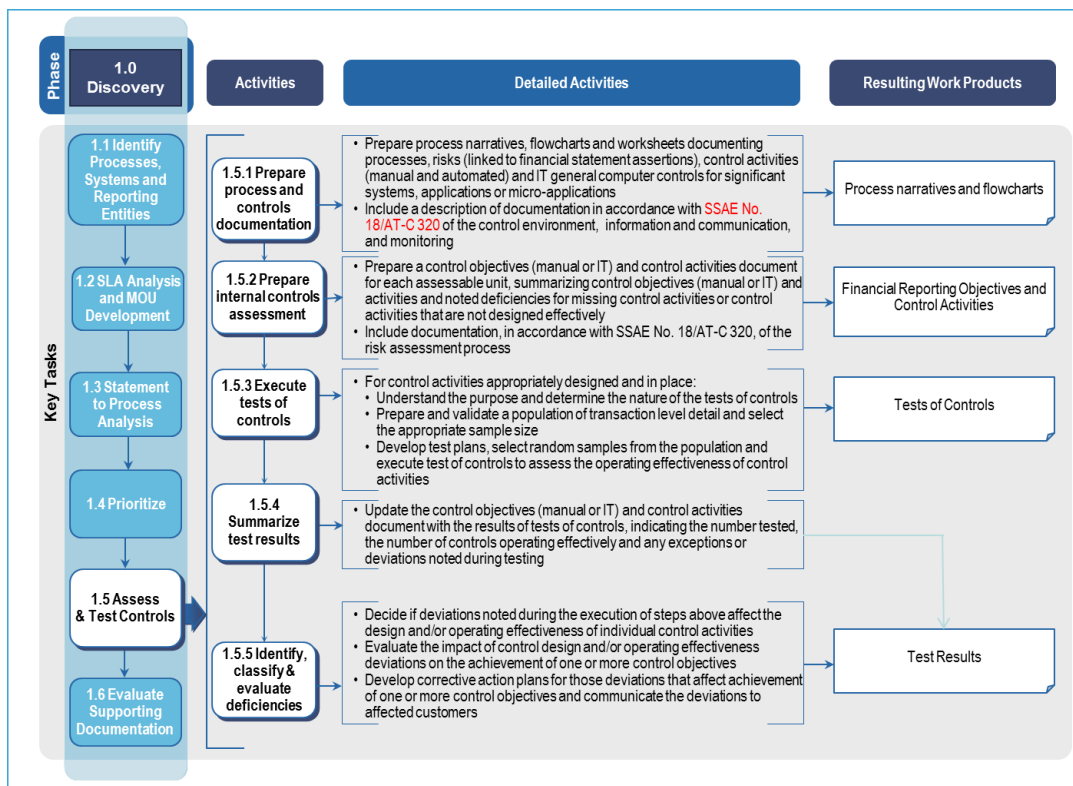 Phase
1.0
Discovery
Activities
Detailed Activities
Resulting Work Products
Key Tasks
1.1 Identify
Processes,
Systems and
Reporting
Entities
1.2 SLA Analysis
and MOU
Development
1.3 Statement
to Process
Analysis
1.4 Prioritize
1.5 Assess
& Test Controls
1.6 Evaluate
Supporting
Documentation
1.5.1 Prepare
process and
controls
documentation
• Prepare process narratives, flowcharts and worksheets documenting
processes, risks (linked to financial statement assertions), control activities
(manual and automated) and IT general computer controls for significant
systems, applications or micro-applications
• Include a description of documentation in accordance with SSAE No.
18/AT-C 320 of the control environment, information and communication,
and monitoring
Process narratives and flowcharts
1.5.2 Prepare
internal controls
assessment
• Prepare a control objectives (manual or IT) and control activities document
for each assessable unit, summarizing control objectives (manual or IT) and
activities and noted deficiencies for missing control activities or control
activities that are not designed effectively
• Include documentation, in accordance with SSAE No. 18/AT-C 320, of the
risk assessment process
Financial Reporting Objectives and
Control Activities
1.5.3 Execute
tests of
controls
• For control activities appropriately designed and in place:
• Understand the purpose and determine the nature of the tests of controls
• Prepare and validate a population of transaction level detail and select
the appropriate sample size
• Develop test plans, select random samples from the population and
execute test of controls to assess the operating effectiveness of control
activities
Tests of Controls
1.5.4
Summarize
test results
• Update the control objectives (manual or IT) and control activities
document with the results of tests of controls, indicating the number tested,
the number of controls operating effectively and any exceptions or
deviations noted during testing
1.5.5 Identify,
classify &
evaluate
deficiencies
• Decide if deviations noted during the execution of steps above affect the
design and/or operating effectiveness of individual control activities
• Evaluate the impact of control design and/or operating effectiveness
deviations on the achievement of one or more control objectives
• Develop corrective action plans for those deviations that affect achievement
of one or more control objectives and communicate the deviations to
affected customers
Test Results